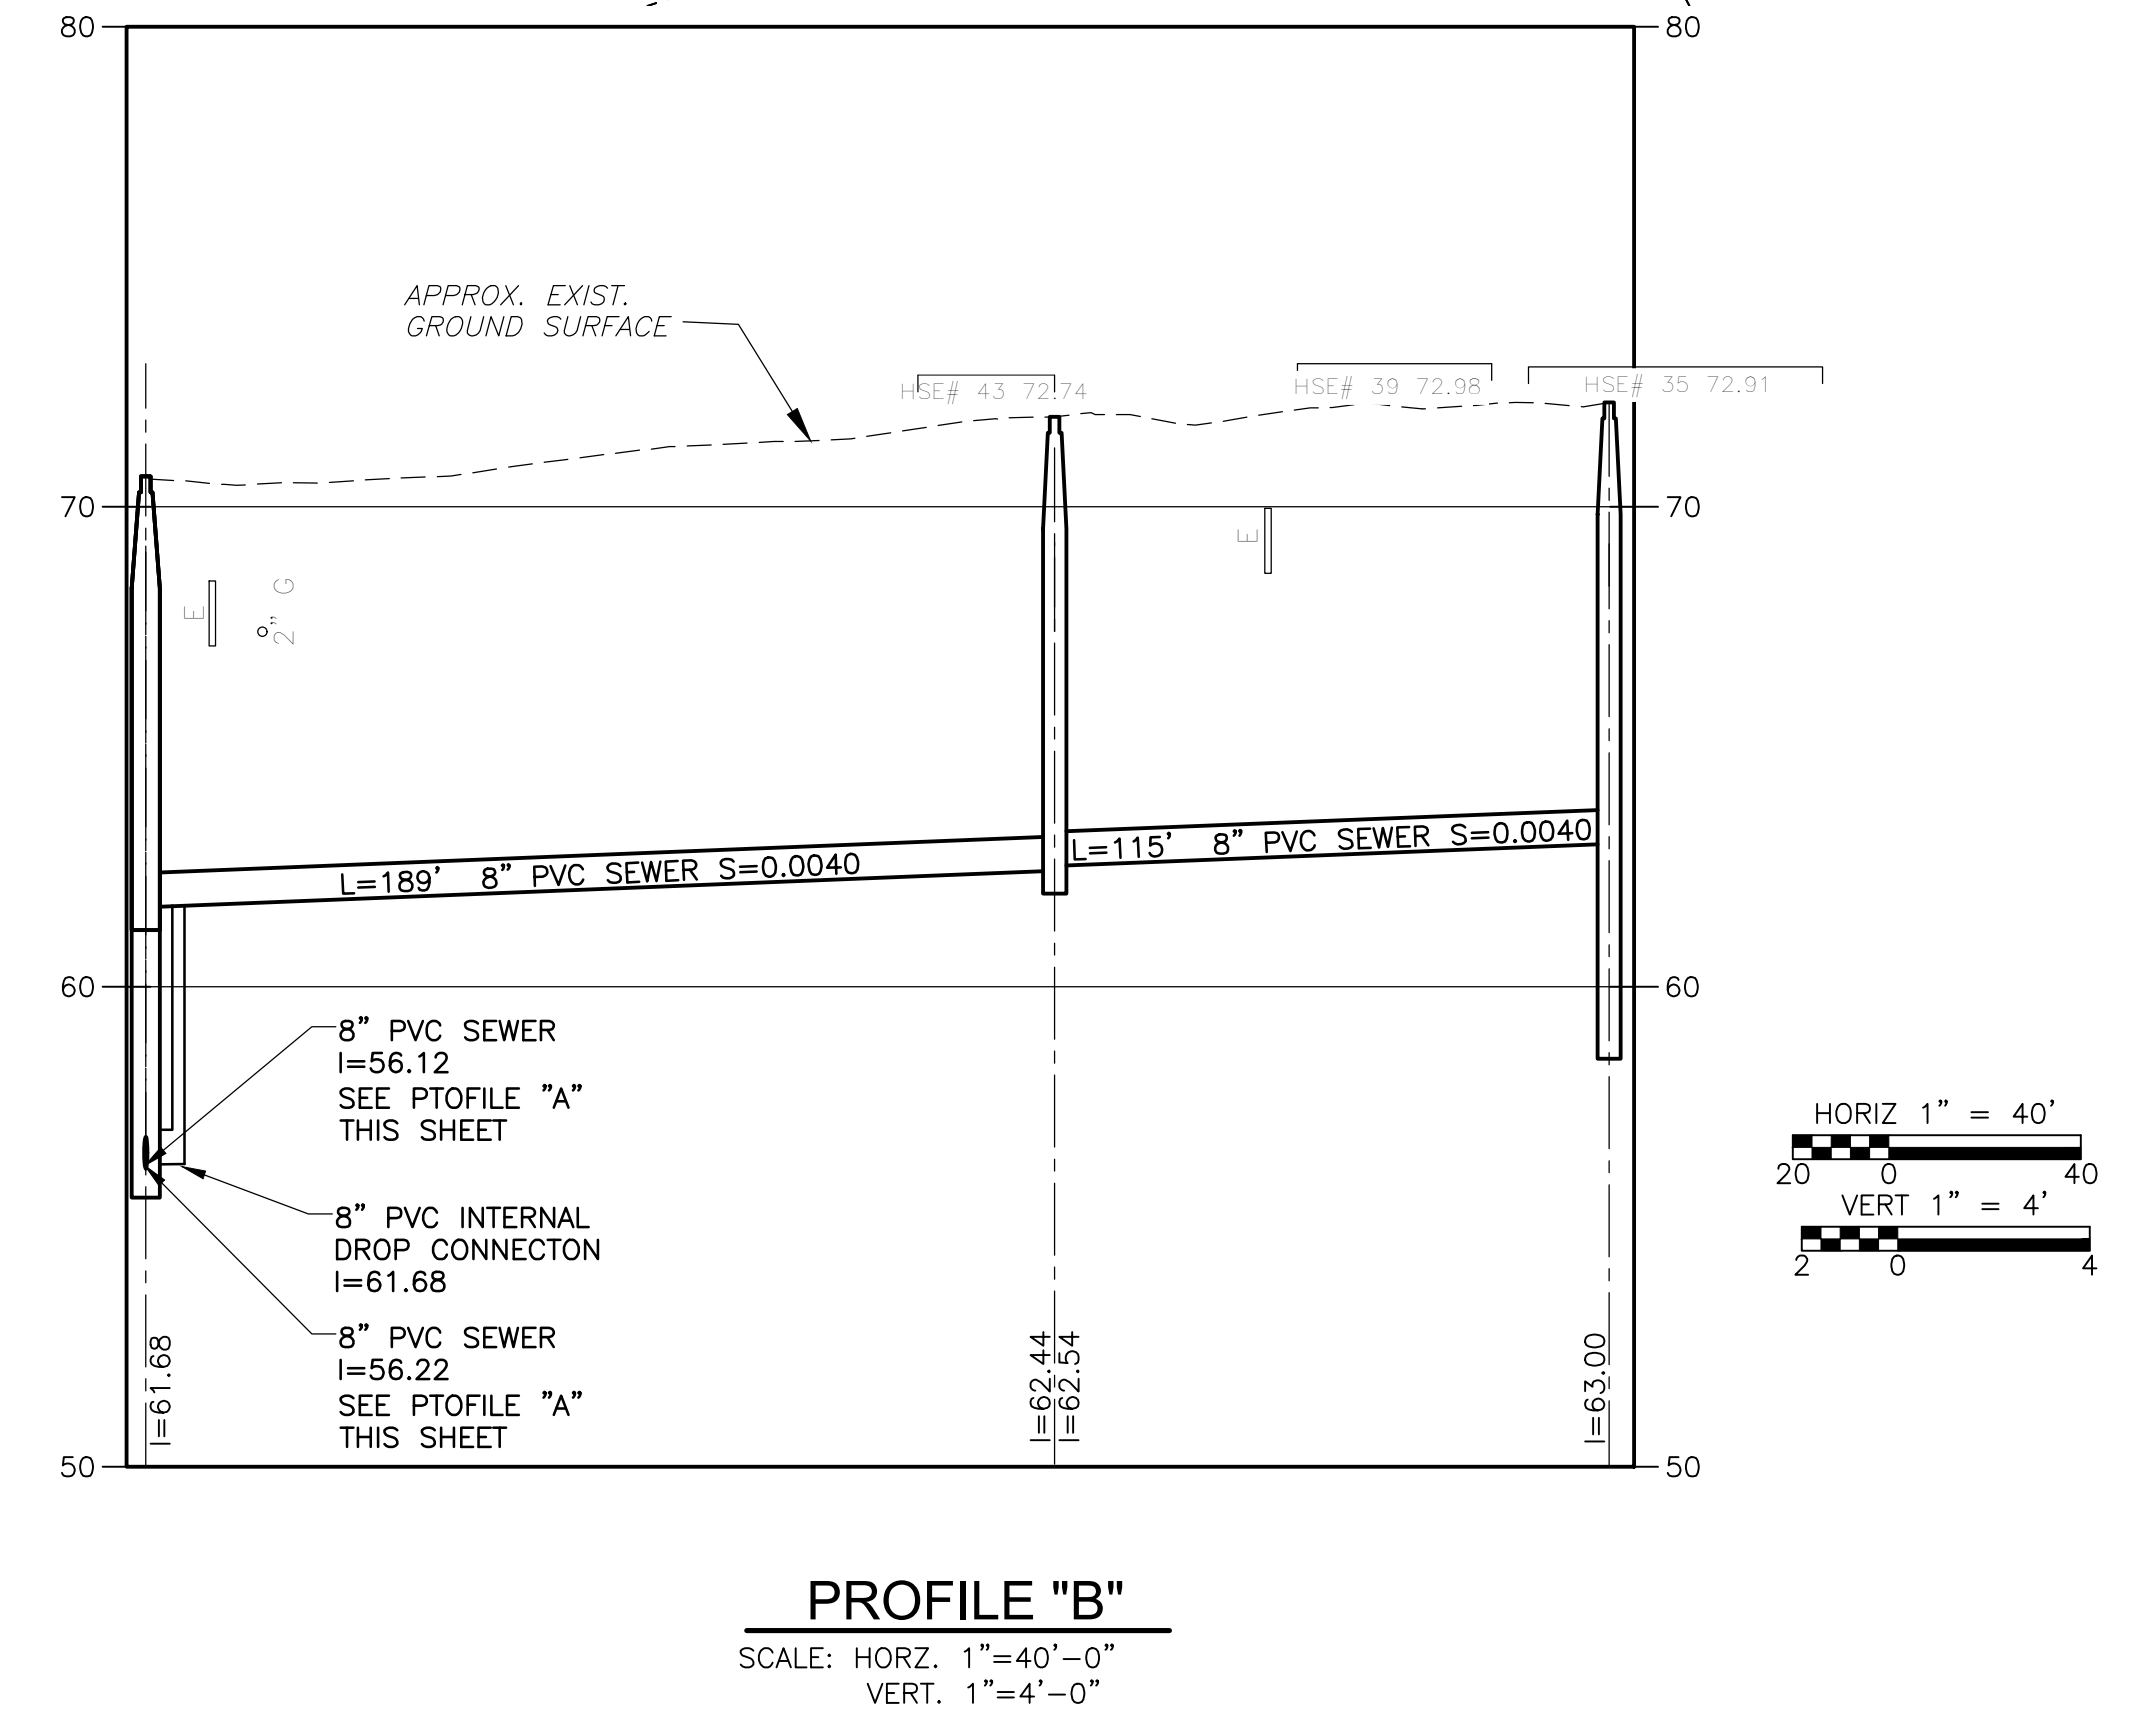 80
80
APPROX. EXIST.
GROUND SURFACE
HSE# 43 72.74
HSE# 39 72.98
HSE# 35 72.91
70
70
E
2" G
E
L=189' 8" PVC SEWER S=0.0040
L=115' 8" PVC SEWER S=0.0040
60
60
8" PVC SEWER
I=56.12
SEE PTOFILE "A"
THIS SHEET
8" PVC INTERNAL
DROP CONNECTON
I=61.68
8" PVC SEWER
I=56.22
SEE PTOFILE "A"
THIS SHEET
I=61.68
I=62.44
I=62.54
I=63.00
50
50
HORIZ 1" = 40'
20 0 40
VERT 1" = 4'
2 0 4
PROFILE "B"
SCALE: HORZ. 1"=40'-0"
VERT. 1"=4'-0"